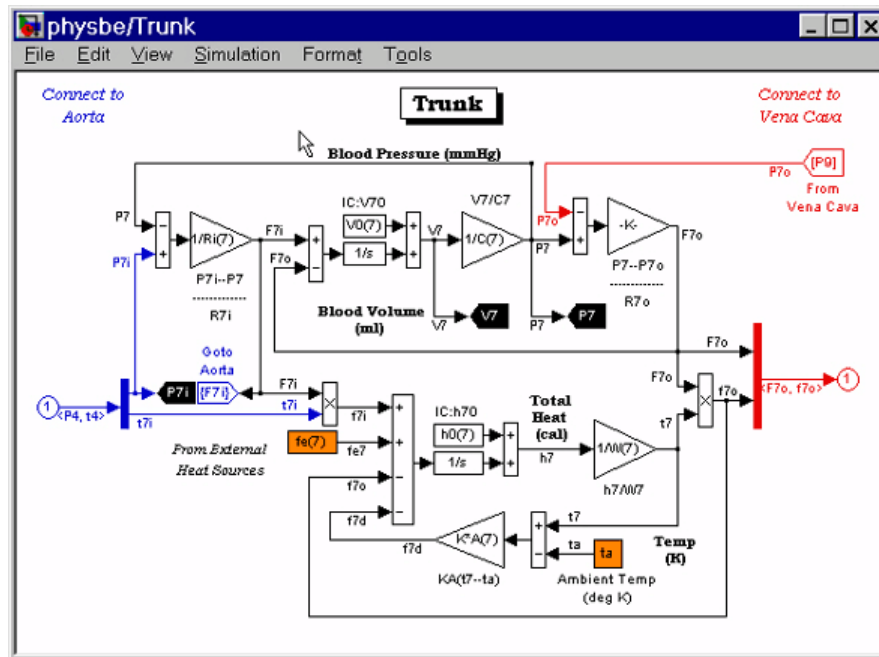 physbe/Trunk
File Edit View Simulation Format Tools
Connect to
Aorta
Trunk
Connect to
Vena Cava
Blood Pressure (mmHg)
[P9]
P7o
From
Vena Cava
IC:V70
V7/C7
P7
1/Ri(7)
F7i
V0(7)
V7
1/C(7)
P7o
-K-
F7o
P7i
F7o
1/s
P7
P7i--P7
------------
R7i
P7--P7o
------------
R7o
Blood Volume
(ml)
V7
V7
P7
P7
Goto
Aorta
F7o
1
<P4, t4>
P7i
[F7i]
F7i
F7o
t7i
t7i
f7i
IC:h70
Total
Heat
(cal)
t7
f7o
<F7o, f7o>
1
From External
Heat Sources
fe(7)
fe7
h0(7)
1/s
h7
1/W(7)
h7/W7
f7o
f7d
f7d
K*A(7)
KA(t7--ta)
t7
ta
ta
Temp
(K)
Ambient Temp
(deg K)